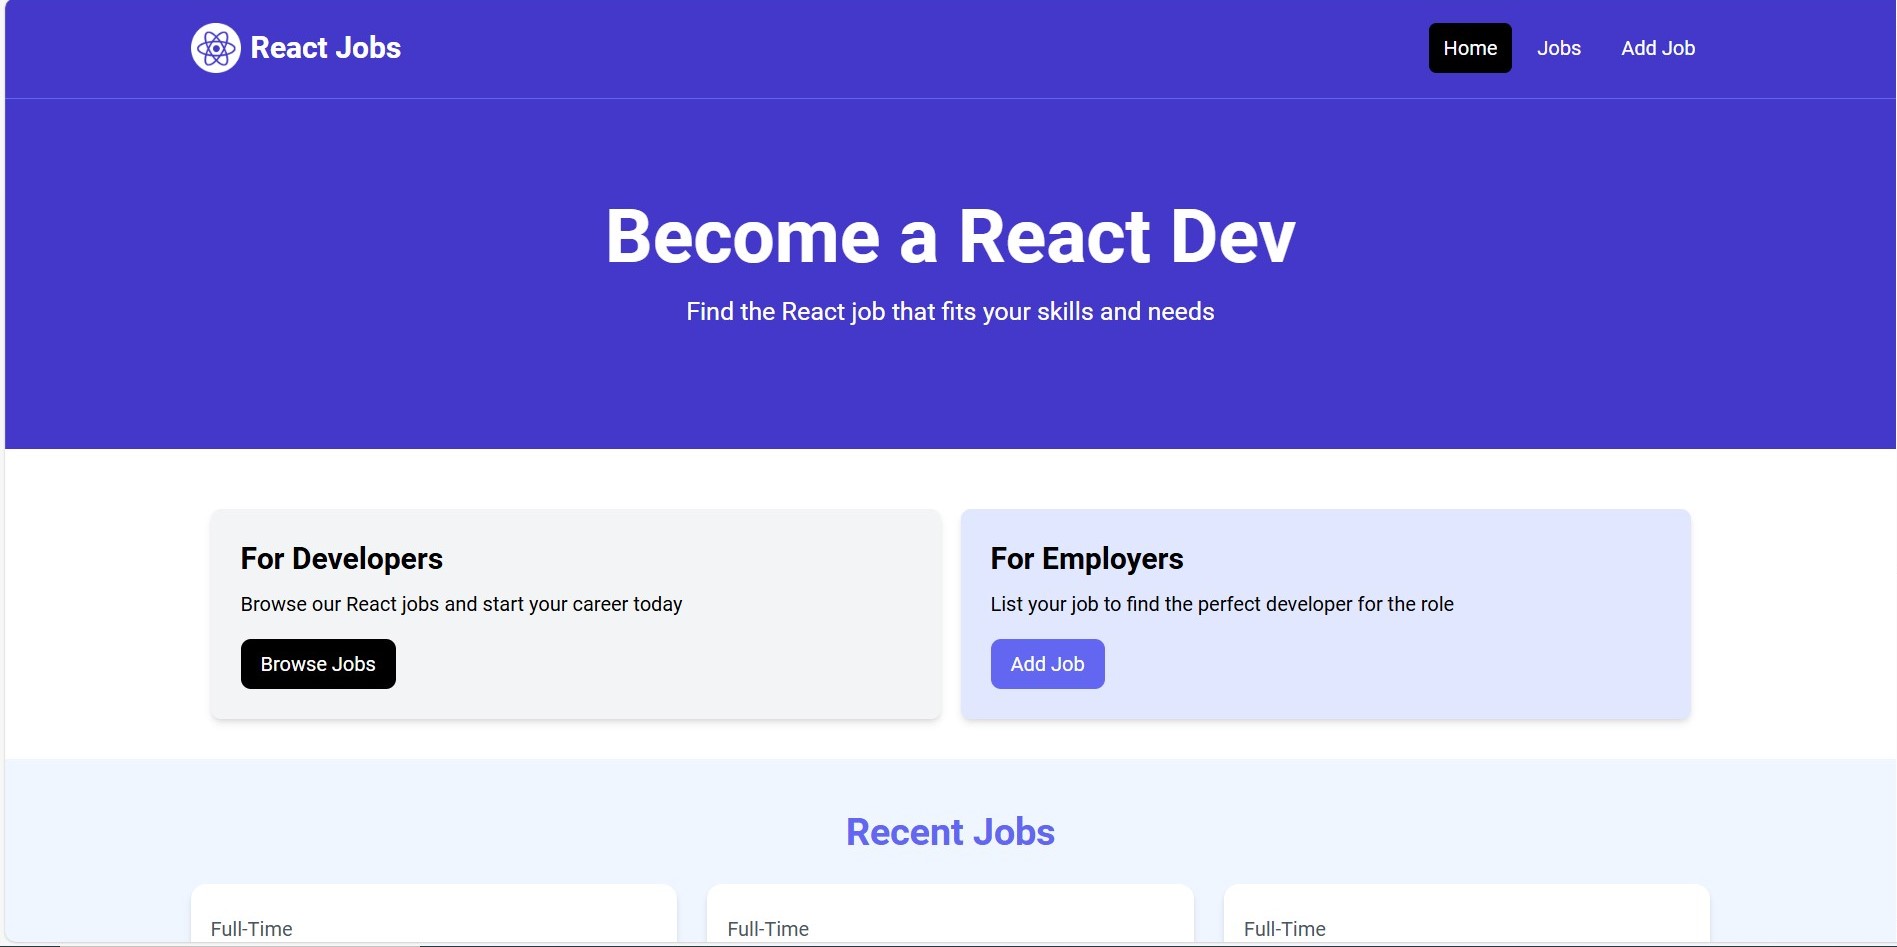 React Jobs
Home Jobs Add Job
Become a React Dev
Find the React job that fits your skills and needs
For Developers
Browse our React jobs and start your career today
Browse Jobs
For Employers
List your job to find the perfect developer for the role
Add Job
Recent Jobs
Full-Time
Full-Time
Full-Time